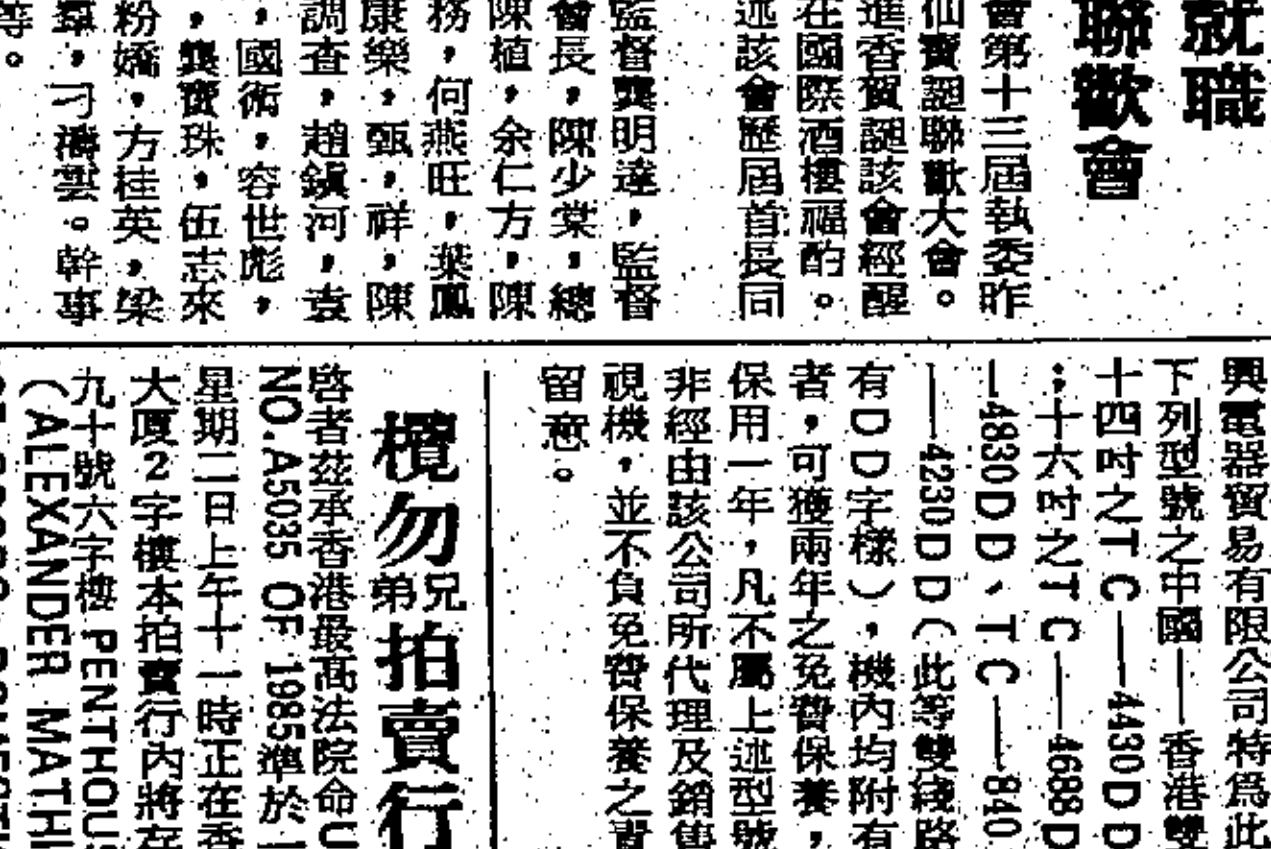 就職
聯歡會
會第十三屆執委昨
仙寶誕聯歡大會。
進香賀誕該會經醒
在國際酒樓福酌。
述該會歷屆首長同
監督龔明達,監督
會長,陳少棠,總
陳植,余仁方,陳
務,何燕旺,葉鳳
康樂,甄,祥,陳
調查,趙鎮河,袁
,國術,容世彪,
,龔寶珠,伍志來
粉嬌,方桂英,梁
羣,刁濤雲。幹事
等。
興電器貿易有限公司特爲此
下列型號之中國——香港雙
十四吋之TC——4430DD
:十六吋之TC——4688D
—4830DD、TC——840
——4230DD(此等雙綫路
有DD字樣),機內均附有
者,可獲兩年之免費保養,
保用一年,凡不屬上述型號
非經由該公司所代理及銷售
視機,並不負免費保養之責
留意。
欖勿兄弟拍賣行
啓者茲承香港最高法院命U
NO.A5035 OF 1985準於1
星期二日上午十一時正在香
大厦2字樓本拍賣行內將存
九十號六字樓 PENTHOUS
(ALEXANDER MATHI